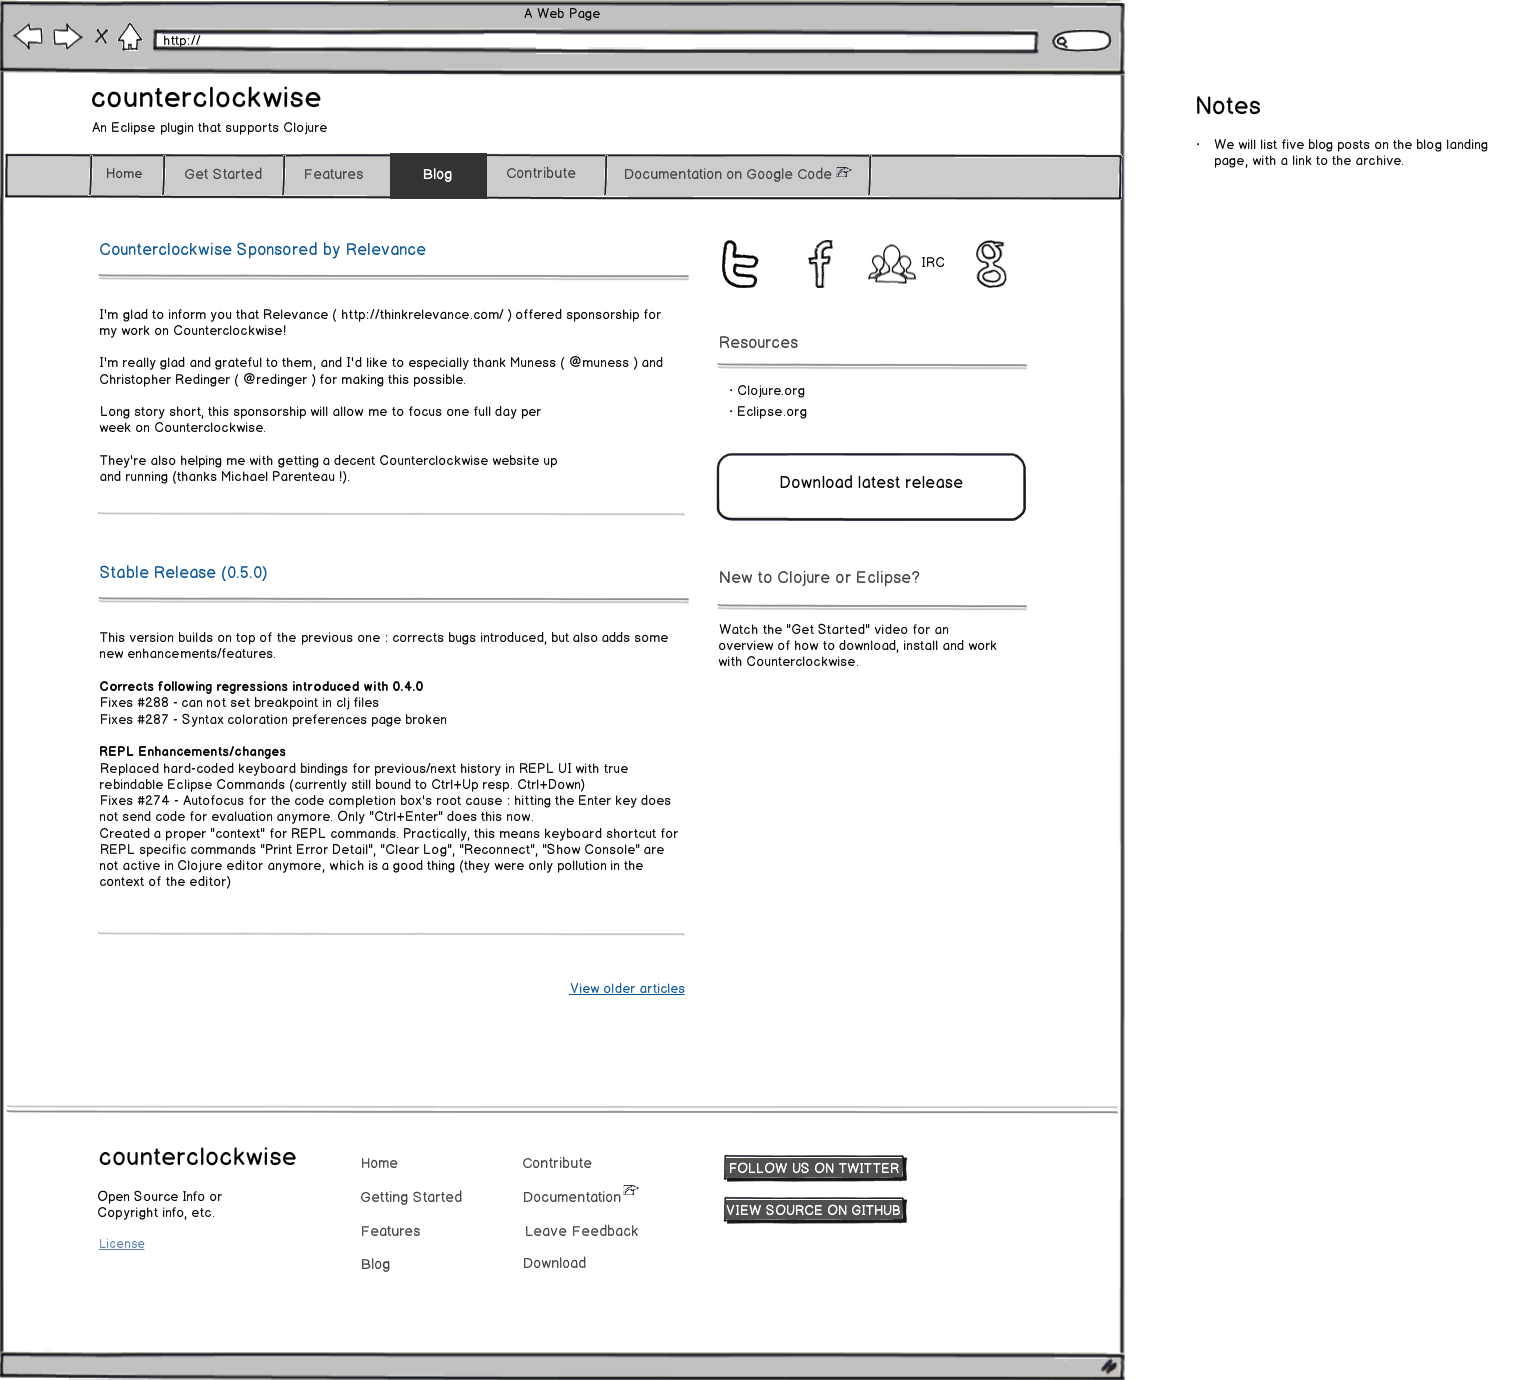 A Web Page
http://
counterclockwise
An Eclipse plugin that supports Clojure
Home
Get Started
Features
Blog
Contribute
Documentation on Google Code
Counterclockwise Sponsored by Relevance
I'm glad to inform you that Relevance ( http://thinkrelevance.com/ ) offered sponsorship for
my work on Counterclockwise!
I'm really glad and grateful to them, and I'd like to especially thank Muness ( @muness ) and
Christopher Redinger ( @redinger ) for making this possible.
Long story short, this sponsorship will allow me to focus one full day per
week on Counterclockwise.
They're also helping me with getting a decent Counterclockwise website up
and running (thanks Michael Parenteau !).
Stable Release (0.5.0)
This version builds on top of the previous one : corrects bugs introduced, but also adds some
new enhancements/features.
Corrects following regressions introduced with 0.4.0
Fixes #288 - can not set breakpoint in clj files
Fixes #287 - Syntax coloration preferences page broken
REPL Enhancements/changes
Replaced hard-coded keyboard bindings for previous/next history in REPL UI with true
rebindable Eclipse Commands (currently still bound to Ctrl+Up resp. Ctrl+Down)
Fixes #274 - Autofocus for the code completion box's root cause : hitting the Enter key does
not send code for evaluation anymore. Only "Ctrl+Enter" does this now.
Created a proper "context" for REPL commands. Practically, this means keyboard shortcut for
REPL specific commands "Print Error Detail", "Clear Log", "Reconnect", "Show Console" are
not active in Clojure editor anymore, which is a good thing (they were only pollution in the
context of the editor)
View older articles
IRC
Resources
· Clojure.org
· Eclipse.org
Download latest release
New to Clojure or Eclipse?
Watch the "Get Started" video for an
overview of how to download, install and work
with Counterclockwise.
counterclockwise
Open Source Info or
Copyright info, etc.
License
Home
Getting Started
Features
Blog
Contribute
Documentation
Leave Feedback
Download
FOLLOW US ON TWITTER
VIEW SOURCE ON GITHUB
Notes
· We will list five blog posts on the blog landing
page, with a link to the archive.